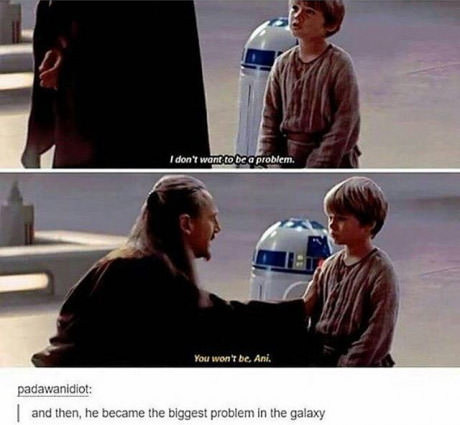 I don't want to be a problem.
You won't be, Ani.
padawanidiot:
and then, he became the biggest problem in the galaxy